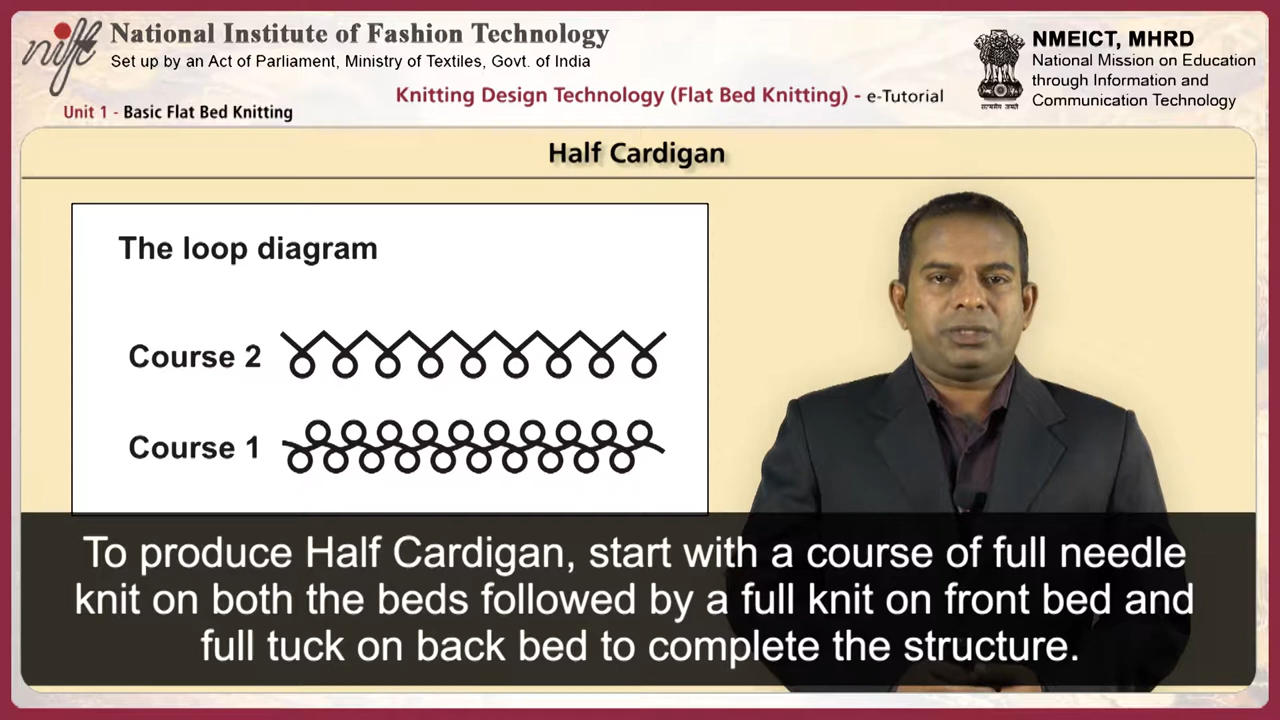 nift
National Institute of Fashion Technology
Set up by an Act of Parliament, Ministry of Textiles, Govt. of India
NMEICT, MHRD
National Mission on Education
through Information and
Communication Technology
सत्यमेव जयते
Knitting Design Technology (Flat Bed Knitting) - e-Tutorial
Unit 1 - Basic Flat Bed Knitting
Half Cardigan
The loop diagram
Course 2
Course 1
To produce Half Cardigan, start with a course of full needle
knit on both the beds followed by a full knit on front bed and
full tuck on back bed to complete the structure.